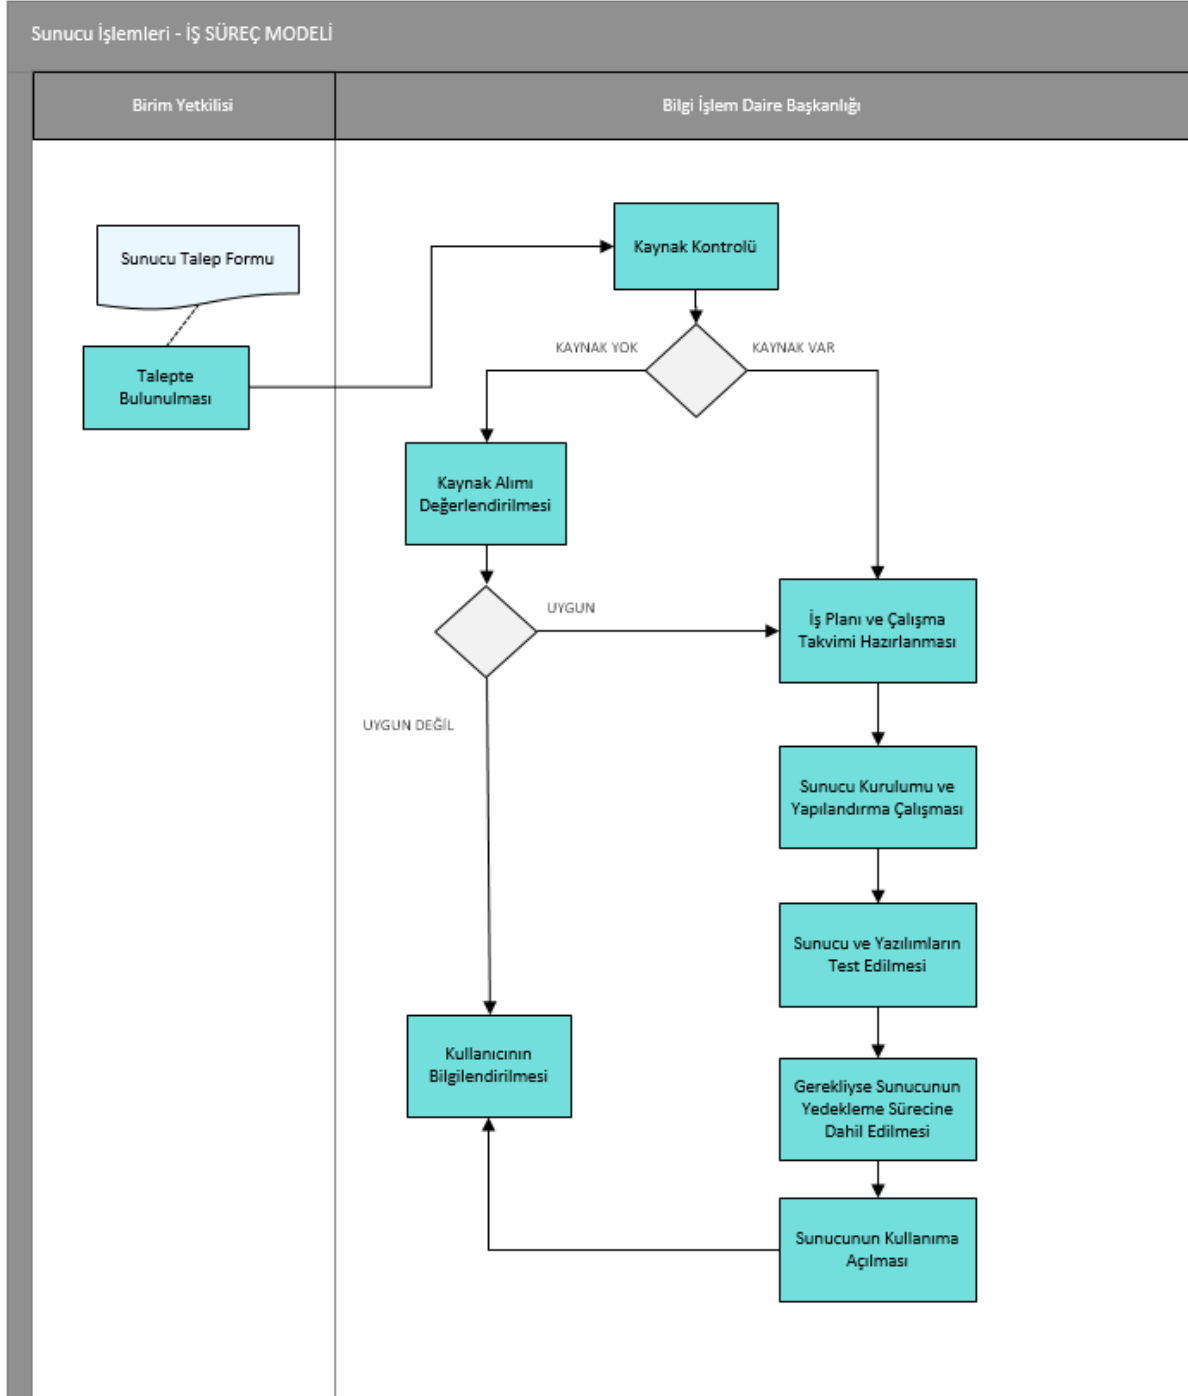 Sunucu İşlemleri - İŞ SÜREÇ MODELİ
Birim Yetkilisi
Bilgi İşlem Daire Başkanlığı
Sunucu Talep Formu
Talepte
Bulunulması
Kaynak Kontrolü
KAYNAK YOK
KAYNAK VAR
Kaynak Alımı
Değerlendirilmesi
UYGUN
UYGUN DEĞİL
İş Planı ve Çalışma
Takvimi Hazırlanması
Sunucu Kurulumu ve
Yapılandırma Çalışması
Sunucu ve Yazılımların
Test Edilmesi
Gerekliyse Sunucunun
Yedekleme Sürecine
Dahil Edilmesi
Sunucunun Kullanıma
Açılması
Kullanıcının
Bilgilendirilmesi